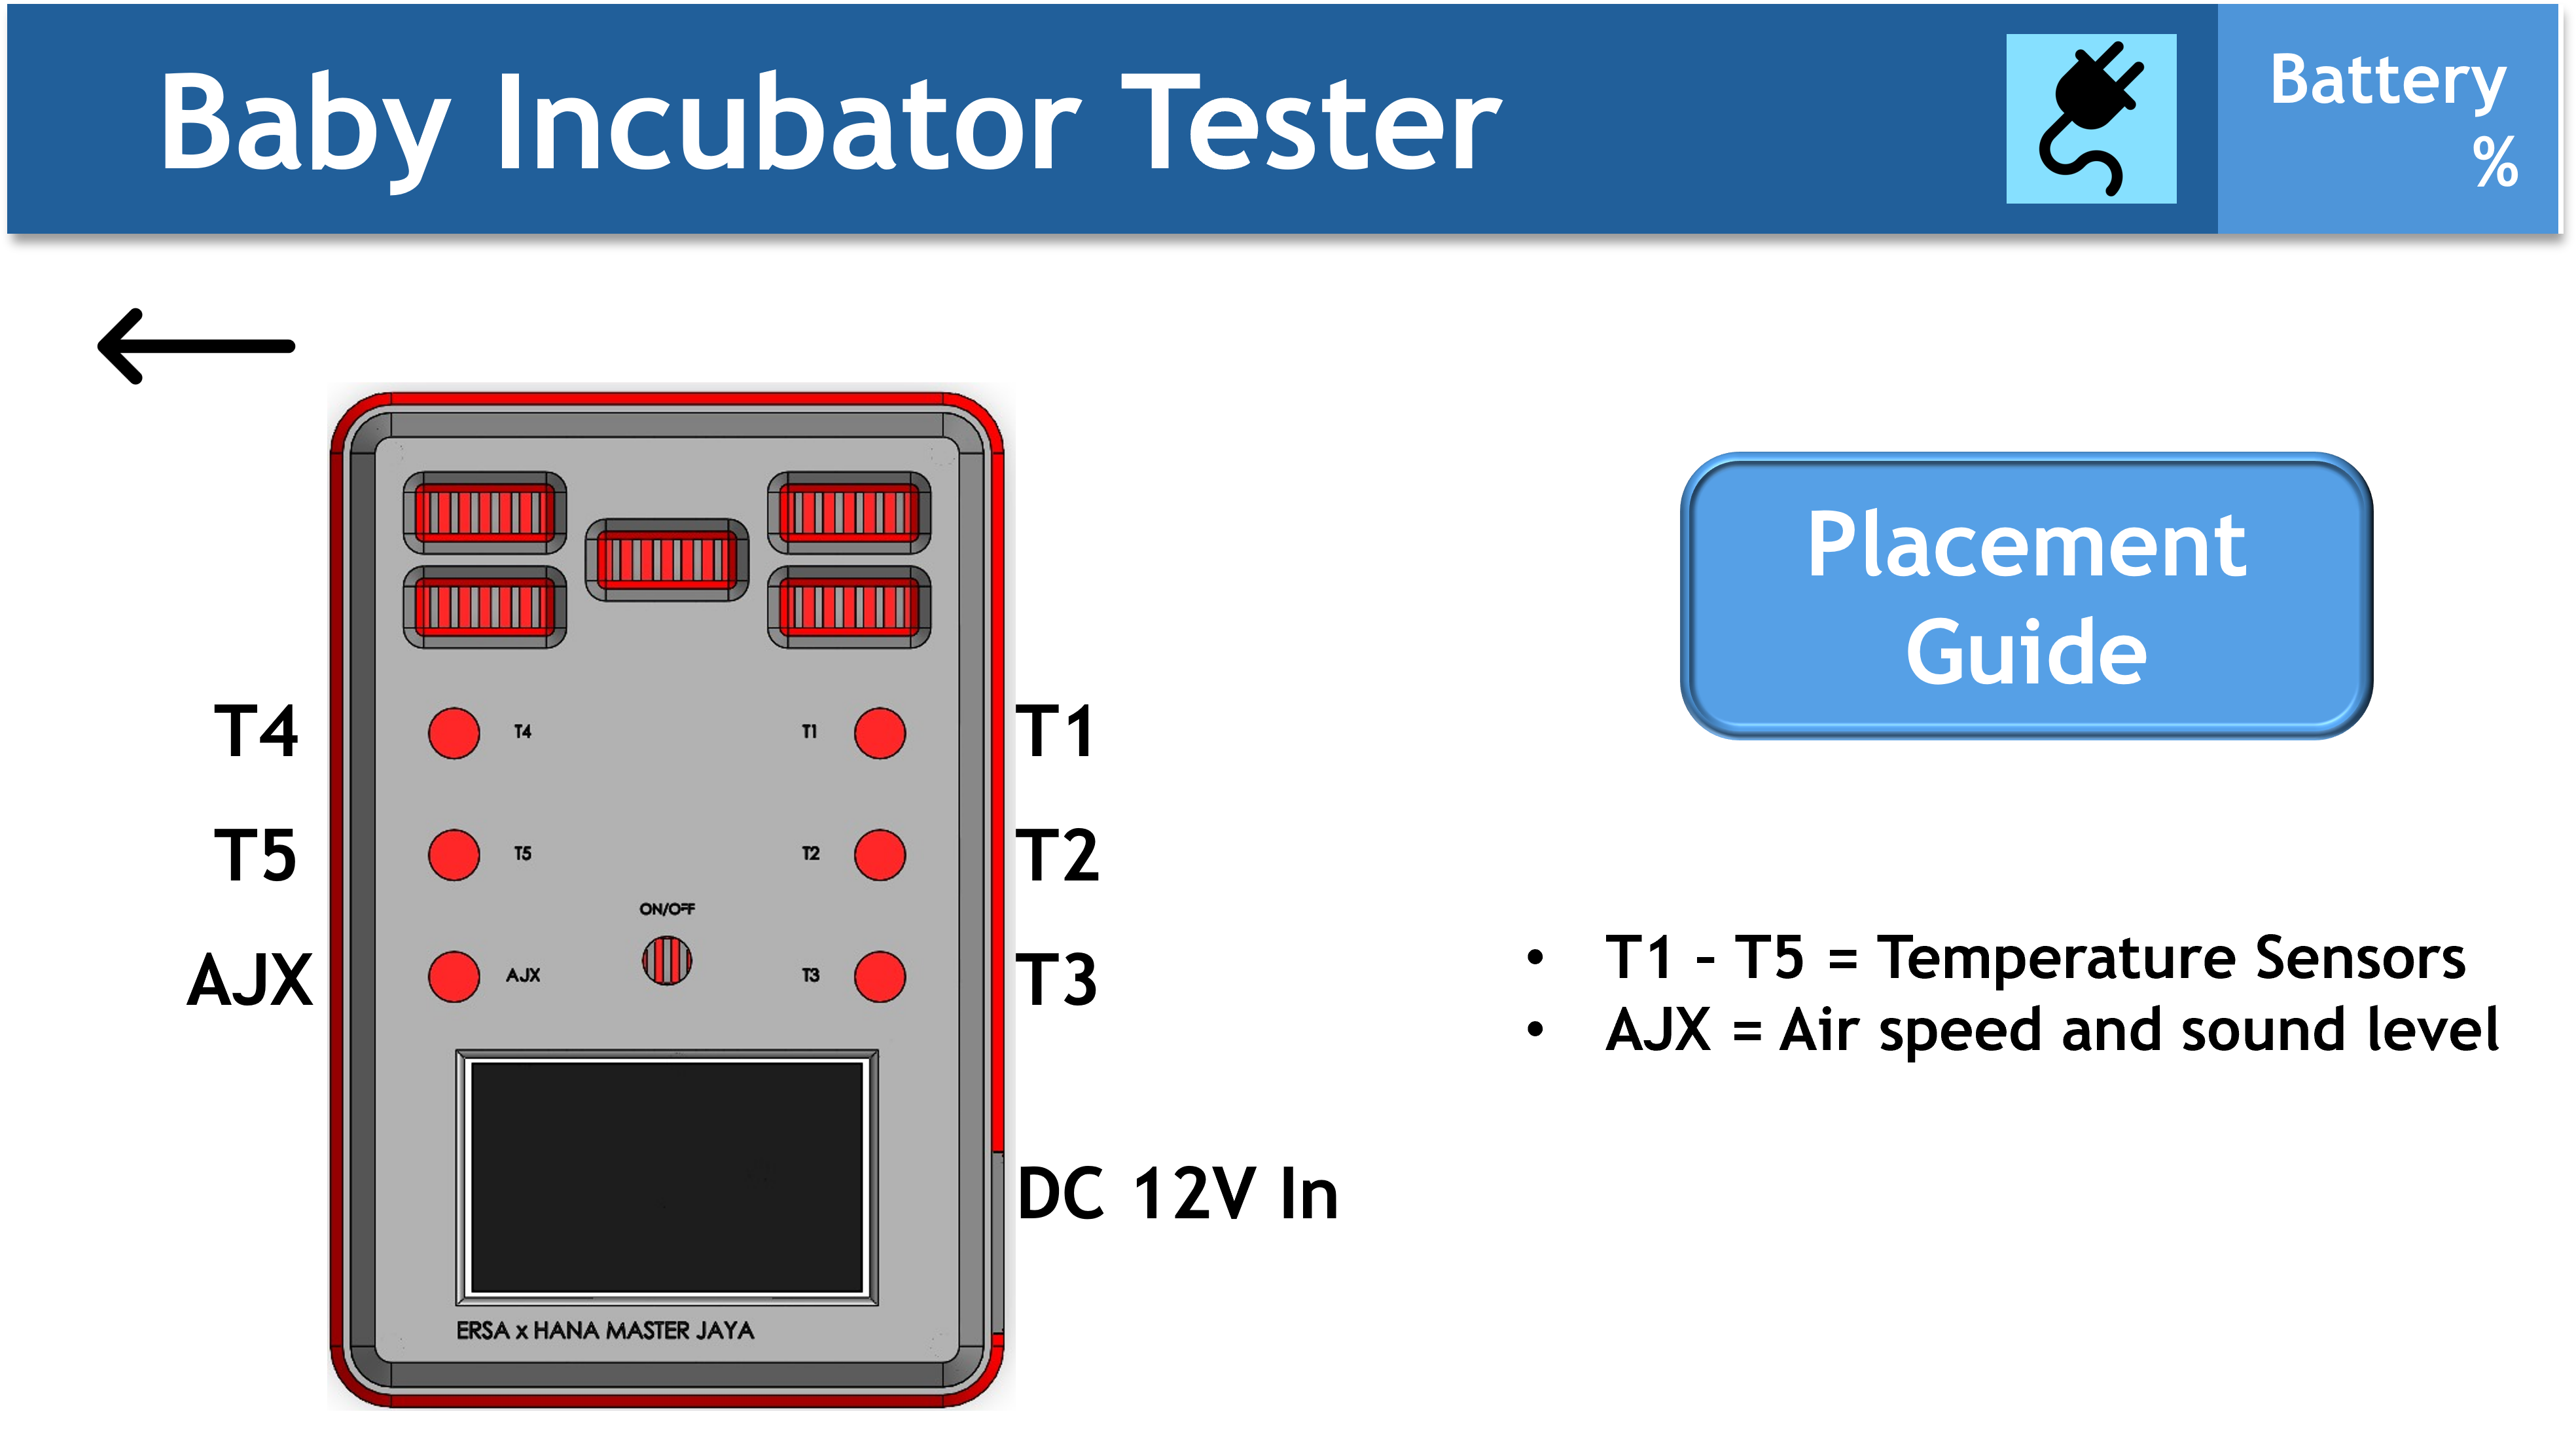 Baby Incubator Tester
Battery
%
Placement
Guide
T4 T4 T1 T1
T5 T5 T2 T2
ON/OFF
AJX AJX T3 T3
• T1 - T5 = Temperature Sensors
• AJX = Air speed and sound level
DC 12V In
ERSA x HANA MASTER JAYA